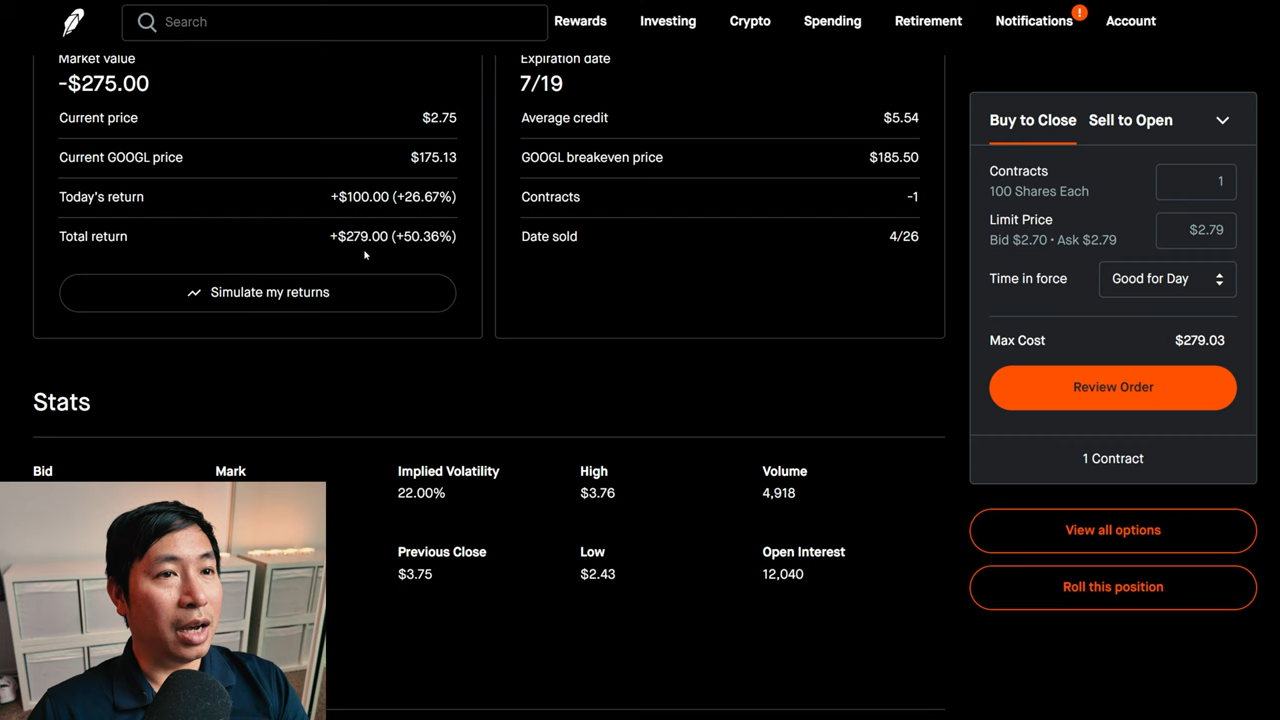 Search
Rewards
Investing
Crypto
Spending
Retirement
Notifications
!
Account
Market value
-$275.00
Current price $2.75
Current GOOGL price $175.13
Today's return +$100.00 (+26.67%)
Total return +$279.00 (+50.36%)
Simulate my returns
Expiration date
7/19
Average credit $5.54
GOOGL breakeven price $185.50
Contracts -1
Date sold 4/26
Buy to Close Sell to Open
Contracts
100 Shares Each
1
Limit Price
Bid $2.70 • Ask $2.79
$2.79
Time in force Good for Day
Max Cost $279.03
Review Order
1 Contract
View all options
Roll this position
Stats
Bid Mark Implied Volatility High Volume
22.00% $3.76 4,918
Previous Close Low Open Interest
$3.75 $2.43 12,040